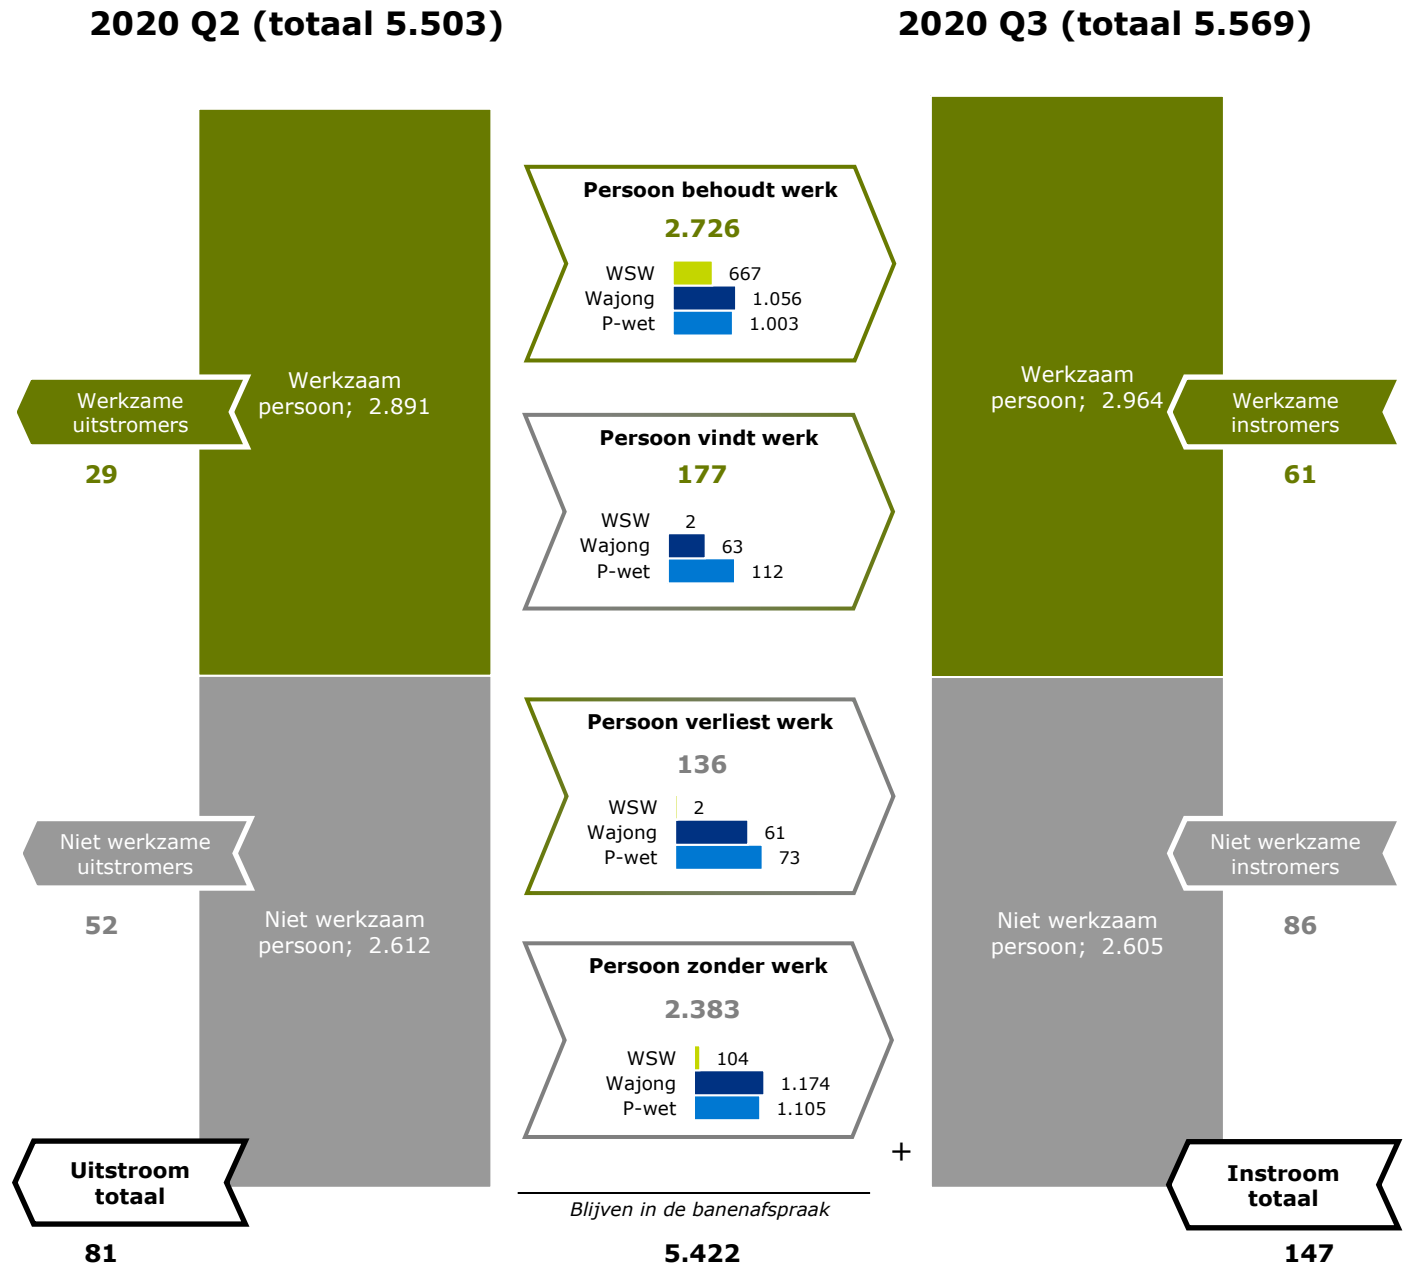 2020 Q2 (totaal 5.503)
2020 Q3 (totaal 5.569)
Werkzaam
persoon; 2.891
Werkzame
uitstromers
29
Niet werkzame
uitstromers
52
Niet werkzaam
persoon; 2.612
Uitstroom
totaal
81
Persoon behoudt werk
2.726
WSW 667
Wajong 1.056
P-wet 1.003
Persoon vindt werk
177
WSW 2
Wajong 63
P-wet 112
Persoon verliest werk
136
WSW 2
Wajong 61
P-wet 73
Persoon zonder werk
2.383
WSW 104
Wajong 1.174
P-wet 1.105
+
Blijven in de banenafspraak
5.422
Werkzaam
persoon; 2.964
Werkzame
instromers
61
Niet werkzame
instromers
86
Niet werkzaam
persoon; 2.605
Instroom
totaal
147